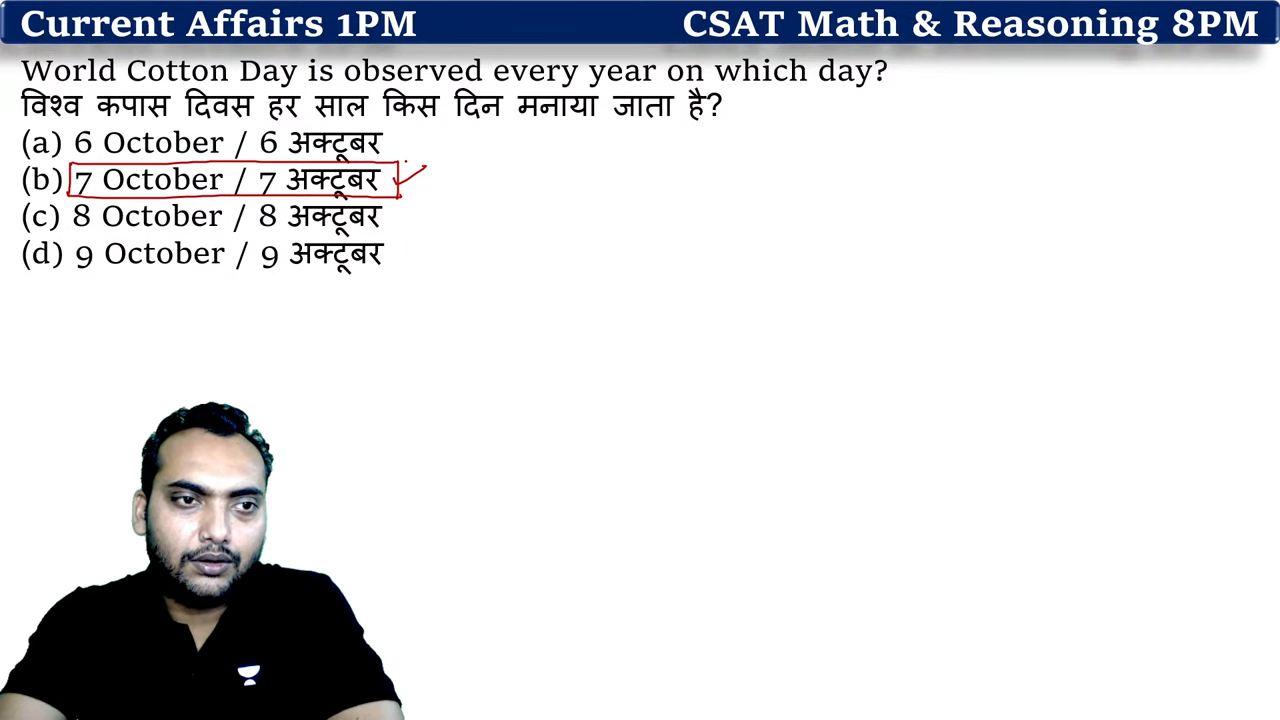 Current Affairs 1PM
CSAT Math & Reasoning 8PM
World Cotton Day is observed every year on which day?
विश्व कपास दिवस हर साल किस दिन मनाया जाता है?
(a) 6 October / 6 अक्टूबर
(b) 7 October / 7 अक्टूबर
(c) 8 October / 8 अक्टूबर
(d) 9 October / 9 अक्टूबर